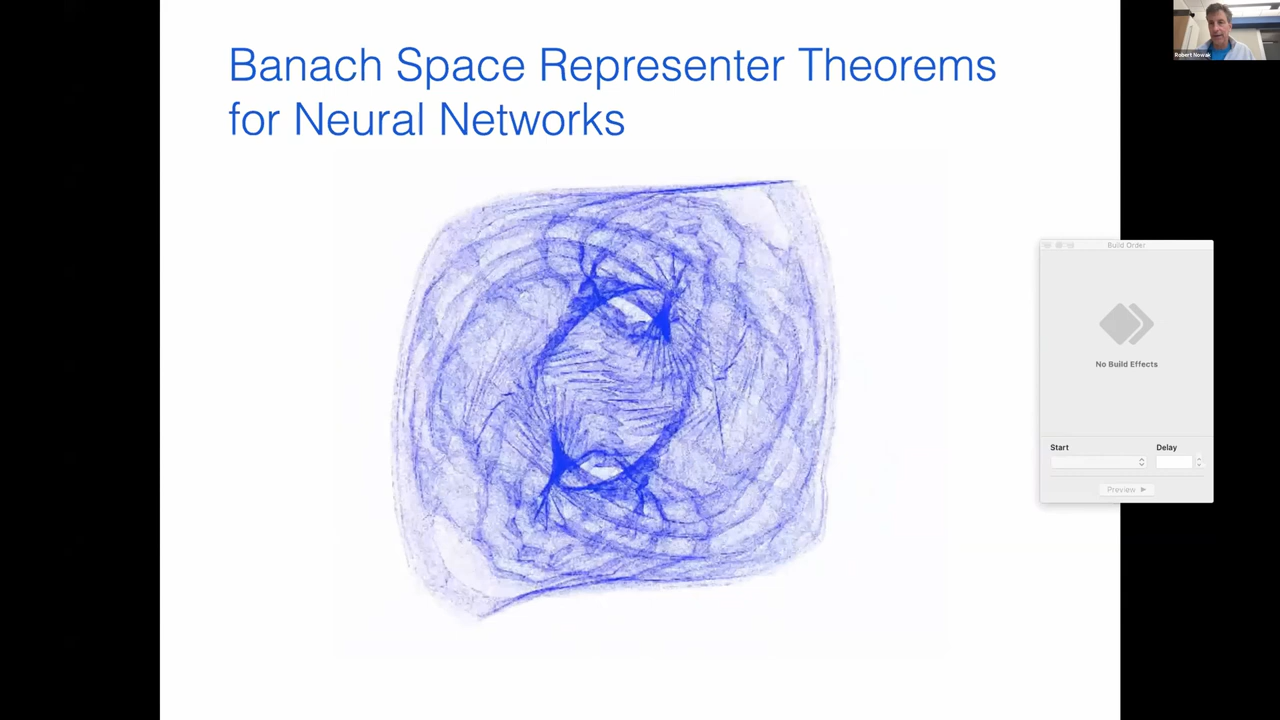 Banach Space Representer Theorems
for Neural Networks
Robert Nowak
Build Order
No Build Effects
Start
Delay
Preview